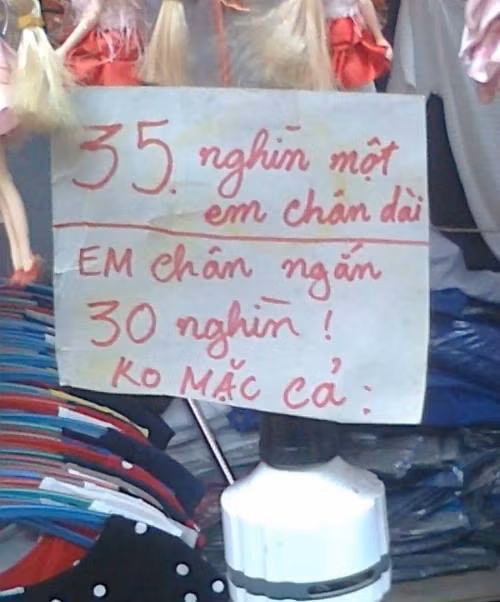 35. nghìn một
em chân dài
EM chân ngắn
30 nghìn !
KO MẶC Cả :